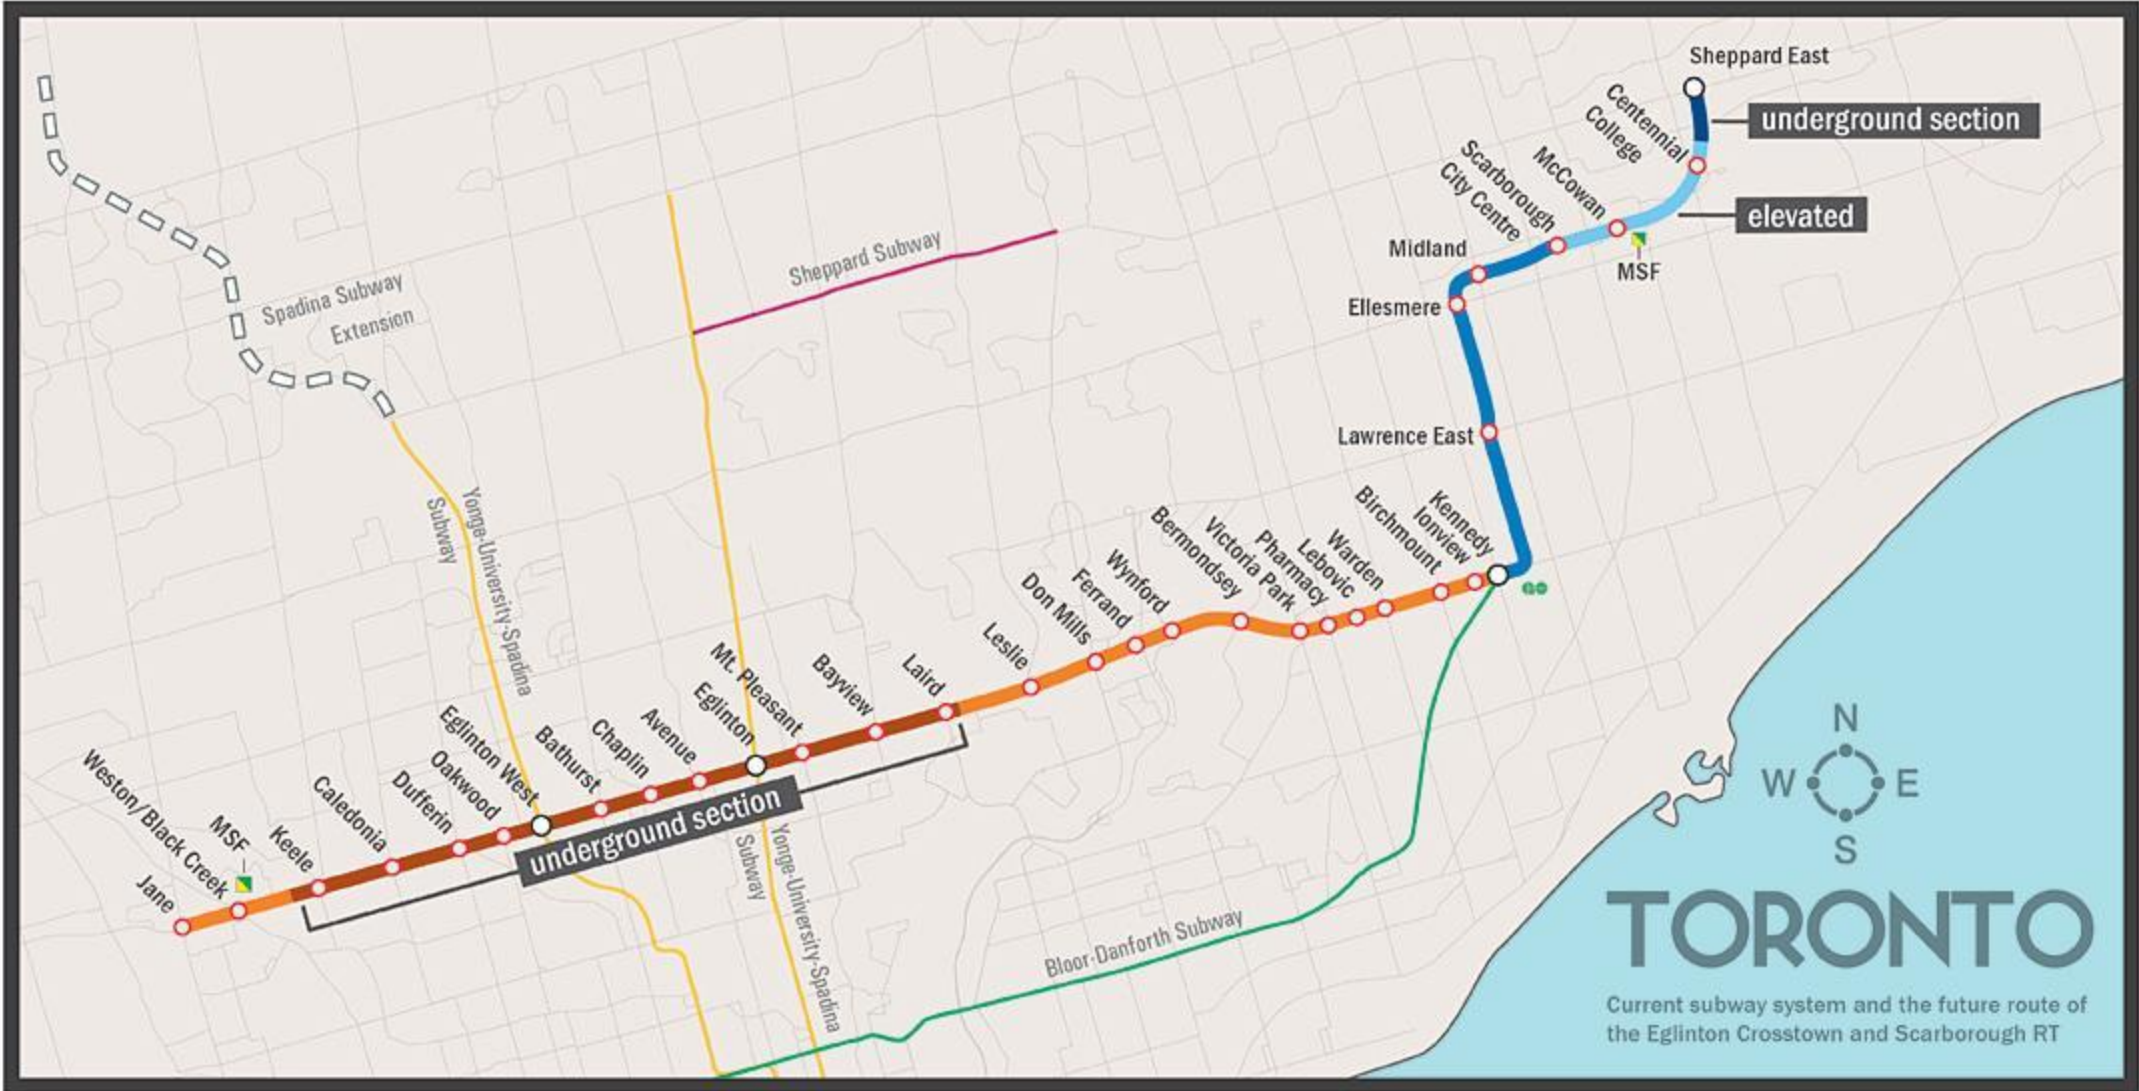 Sheppard East
Centennial
College
underground section
Scarborough
City Centre
McCowan
elevated
Midland
MSF
Ellesmere
Sheppard Subway
Spadina Subway
Extension
Lawrence East
Yonge-University-Spadina
Subway
Kennedy
Ionview
Birchmount
Warden
Lebovic
Pharmacy
Victoria Park
Bermondsey
Wynford
Ferrand
Don Mills
Leslie
Laird
Bayview
Mt. Pleasant
Eglinton
Avenue
Chaplin
Bathurst
Eglinton West
Oakwood
Dufferin
Caledonia
Keele
MSF
Weston/Black Creek
Jane
underground section
Yonge-University-Spadina
Subway
Bloor-Danforth Subway
GO
N
W E
S
TORONTO
Current subway system and the future route of
the Eglinton Crosstown and Scarborough RT